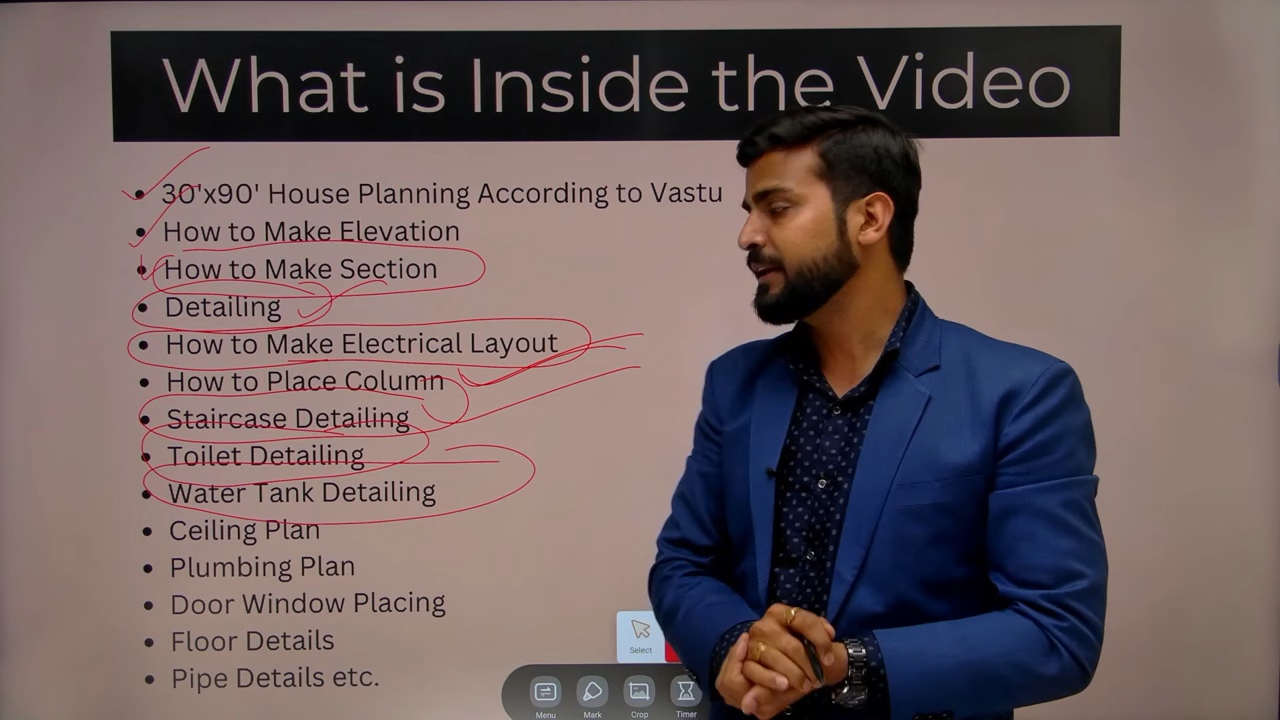 What is Inside the Video
• 30'x90' House Planning According to Vastu
• How to Make Elevation
• How to Make Section
• Detailing
• How to Make Electrical Layout
• How to Place Column
• Staircase Detailing
• Toilet Detailing
• Water Tank Detailing
• Ceiling Plan
• Plumbing Plan
• Door Window Placing
• Floor Details
• Pipe Details etc.
Select
Menu Mark Crop Timer